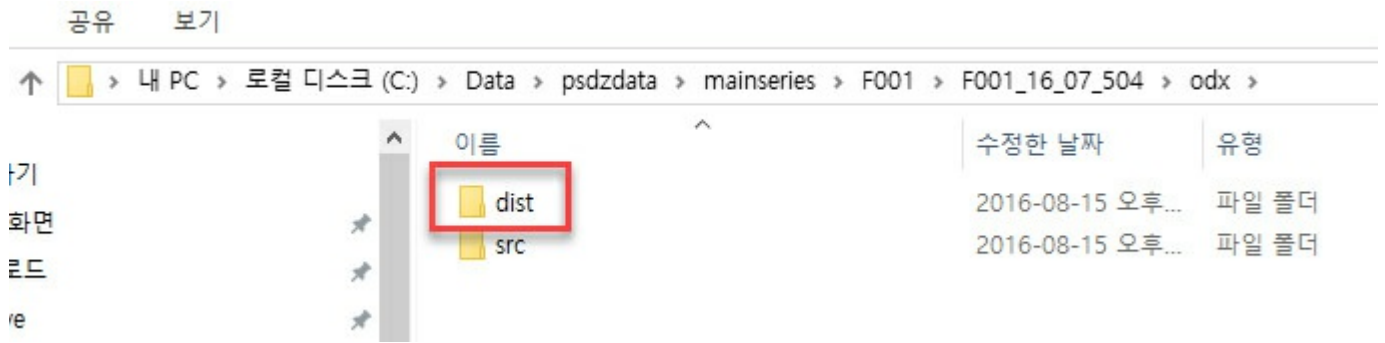 공유 보기
내 PC > 로컬 디스크 (C:) > Data > psdzdata > mainseries > F001 > F001_16_07_504 > odx >
이름 수정한 날짜 유형
dist 2016-08-15 오후... 파일 폴더
src 2016-08-15 오후... 파일 폴더